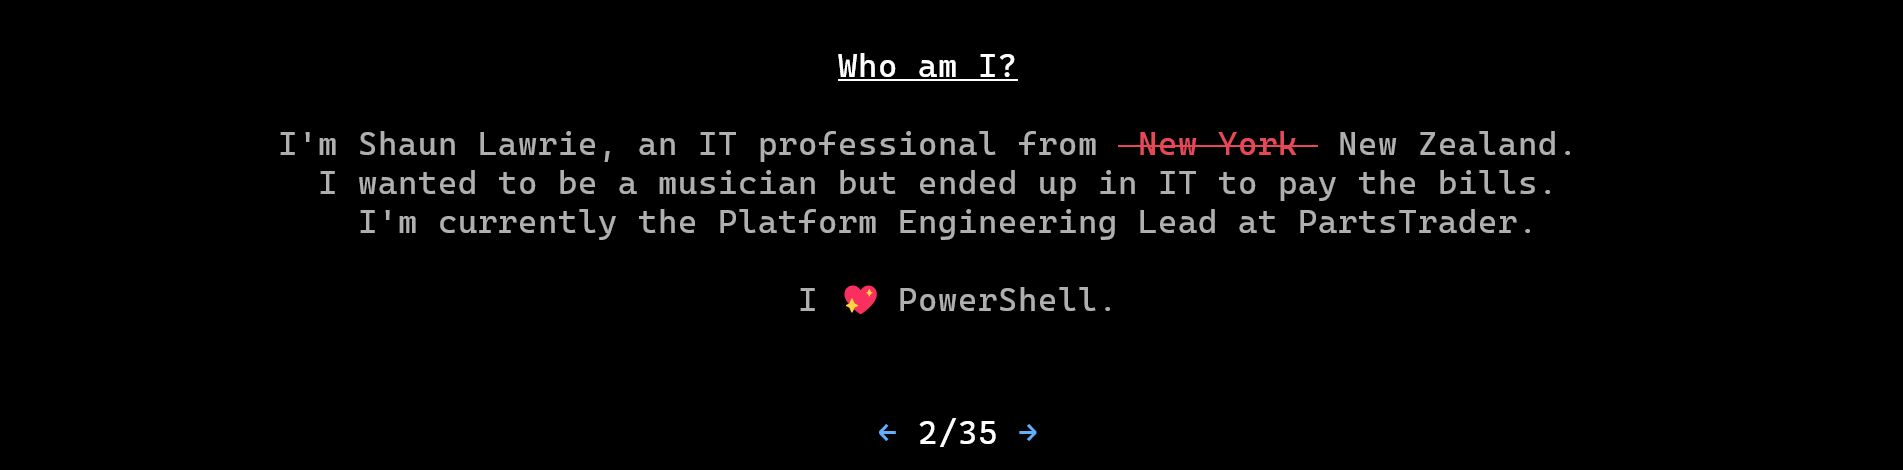 Who am I?
I'm Shaun Lawrie, an IT professional from New York New Zealand.
I wanted to be a musician but ended up in IT to pay the bills.
I'm currently the Platform Engineering Lead at PartsTrader.
I 💖 PowerShell.
← 2/35 →